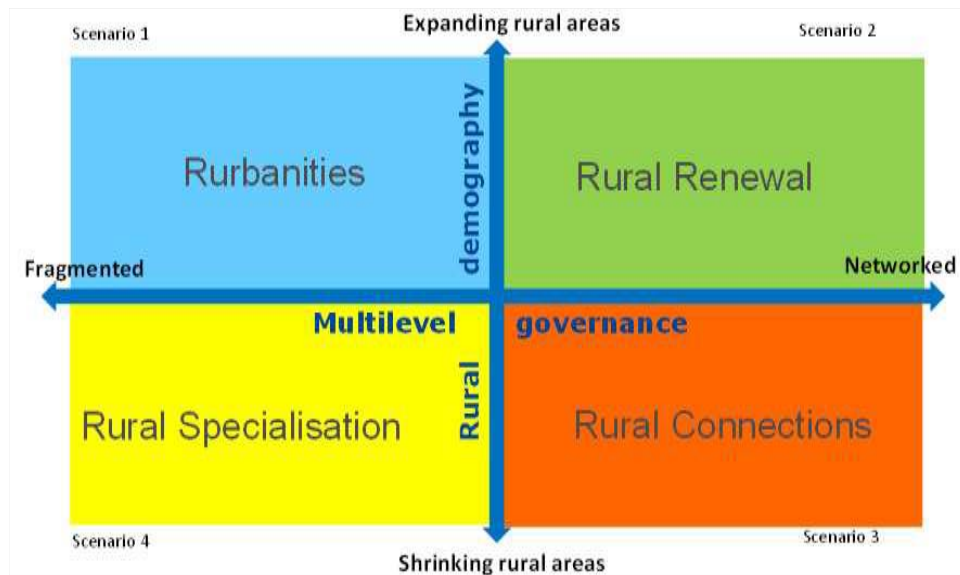 Scenario 1
Expanding rural areas
Scenario 2
Rurbanities
demography
Rural Renewal
Fragmented
Networked
Multilevel governance
Rural Specialisation
Rural
Rural Connections
Scenario 4
Shrinking rural areas
Scenario 3